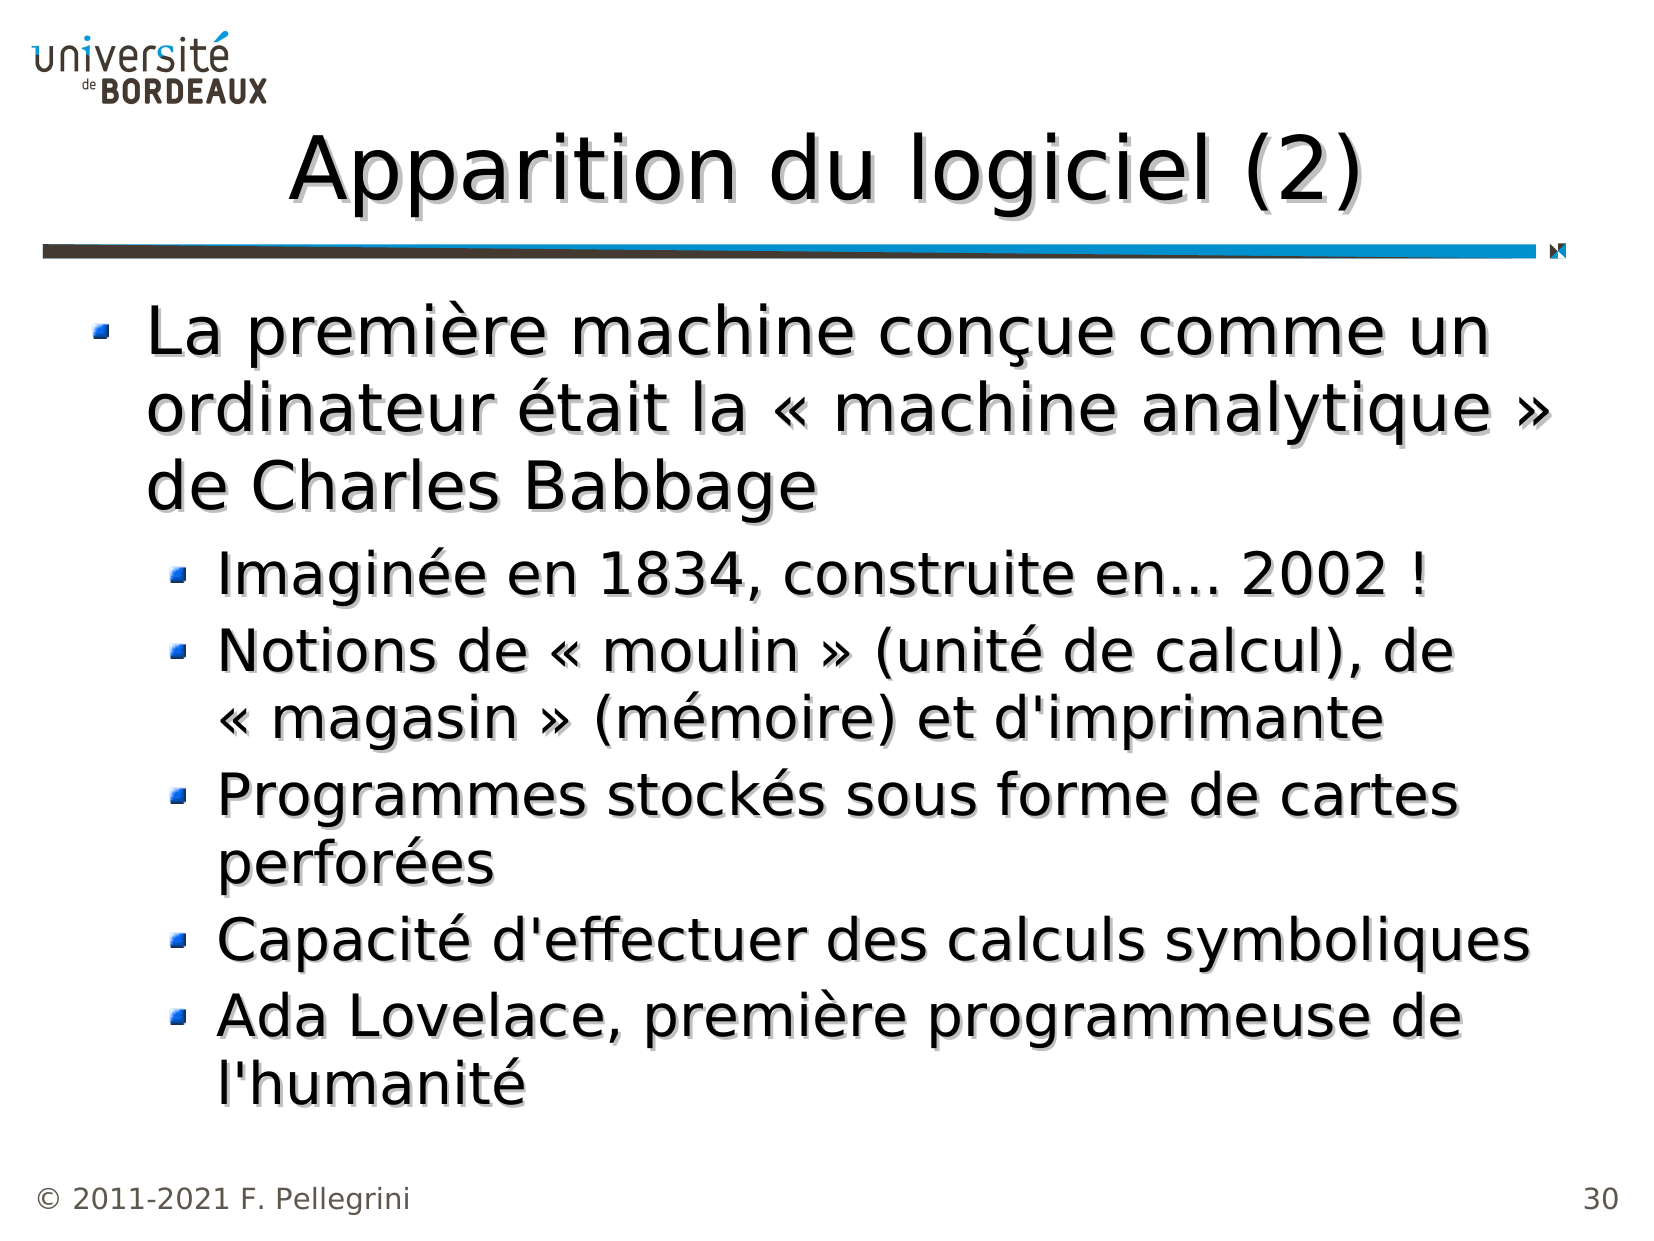 université
de BORDEAUX
Apparition du logiciel (2)
La première machine conçue comme un
ordinateur était la « machine analytique »
de Charles Babbage
Imaginée en 1834, construite en... 2002 !
Notions de « moulin » (unité de calcul), de
« magasin » (mémoire) et d'imprimante
Programmes stockés sous forme de cartes
perforées
Capacité d'effectuer des calculs symboliques
Ada Lovelace, première programmeuse de
l'humanité
© 2011-2021 F. Pellegrini
30